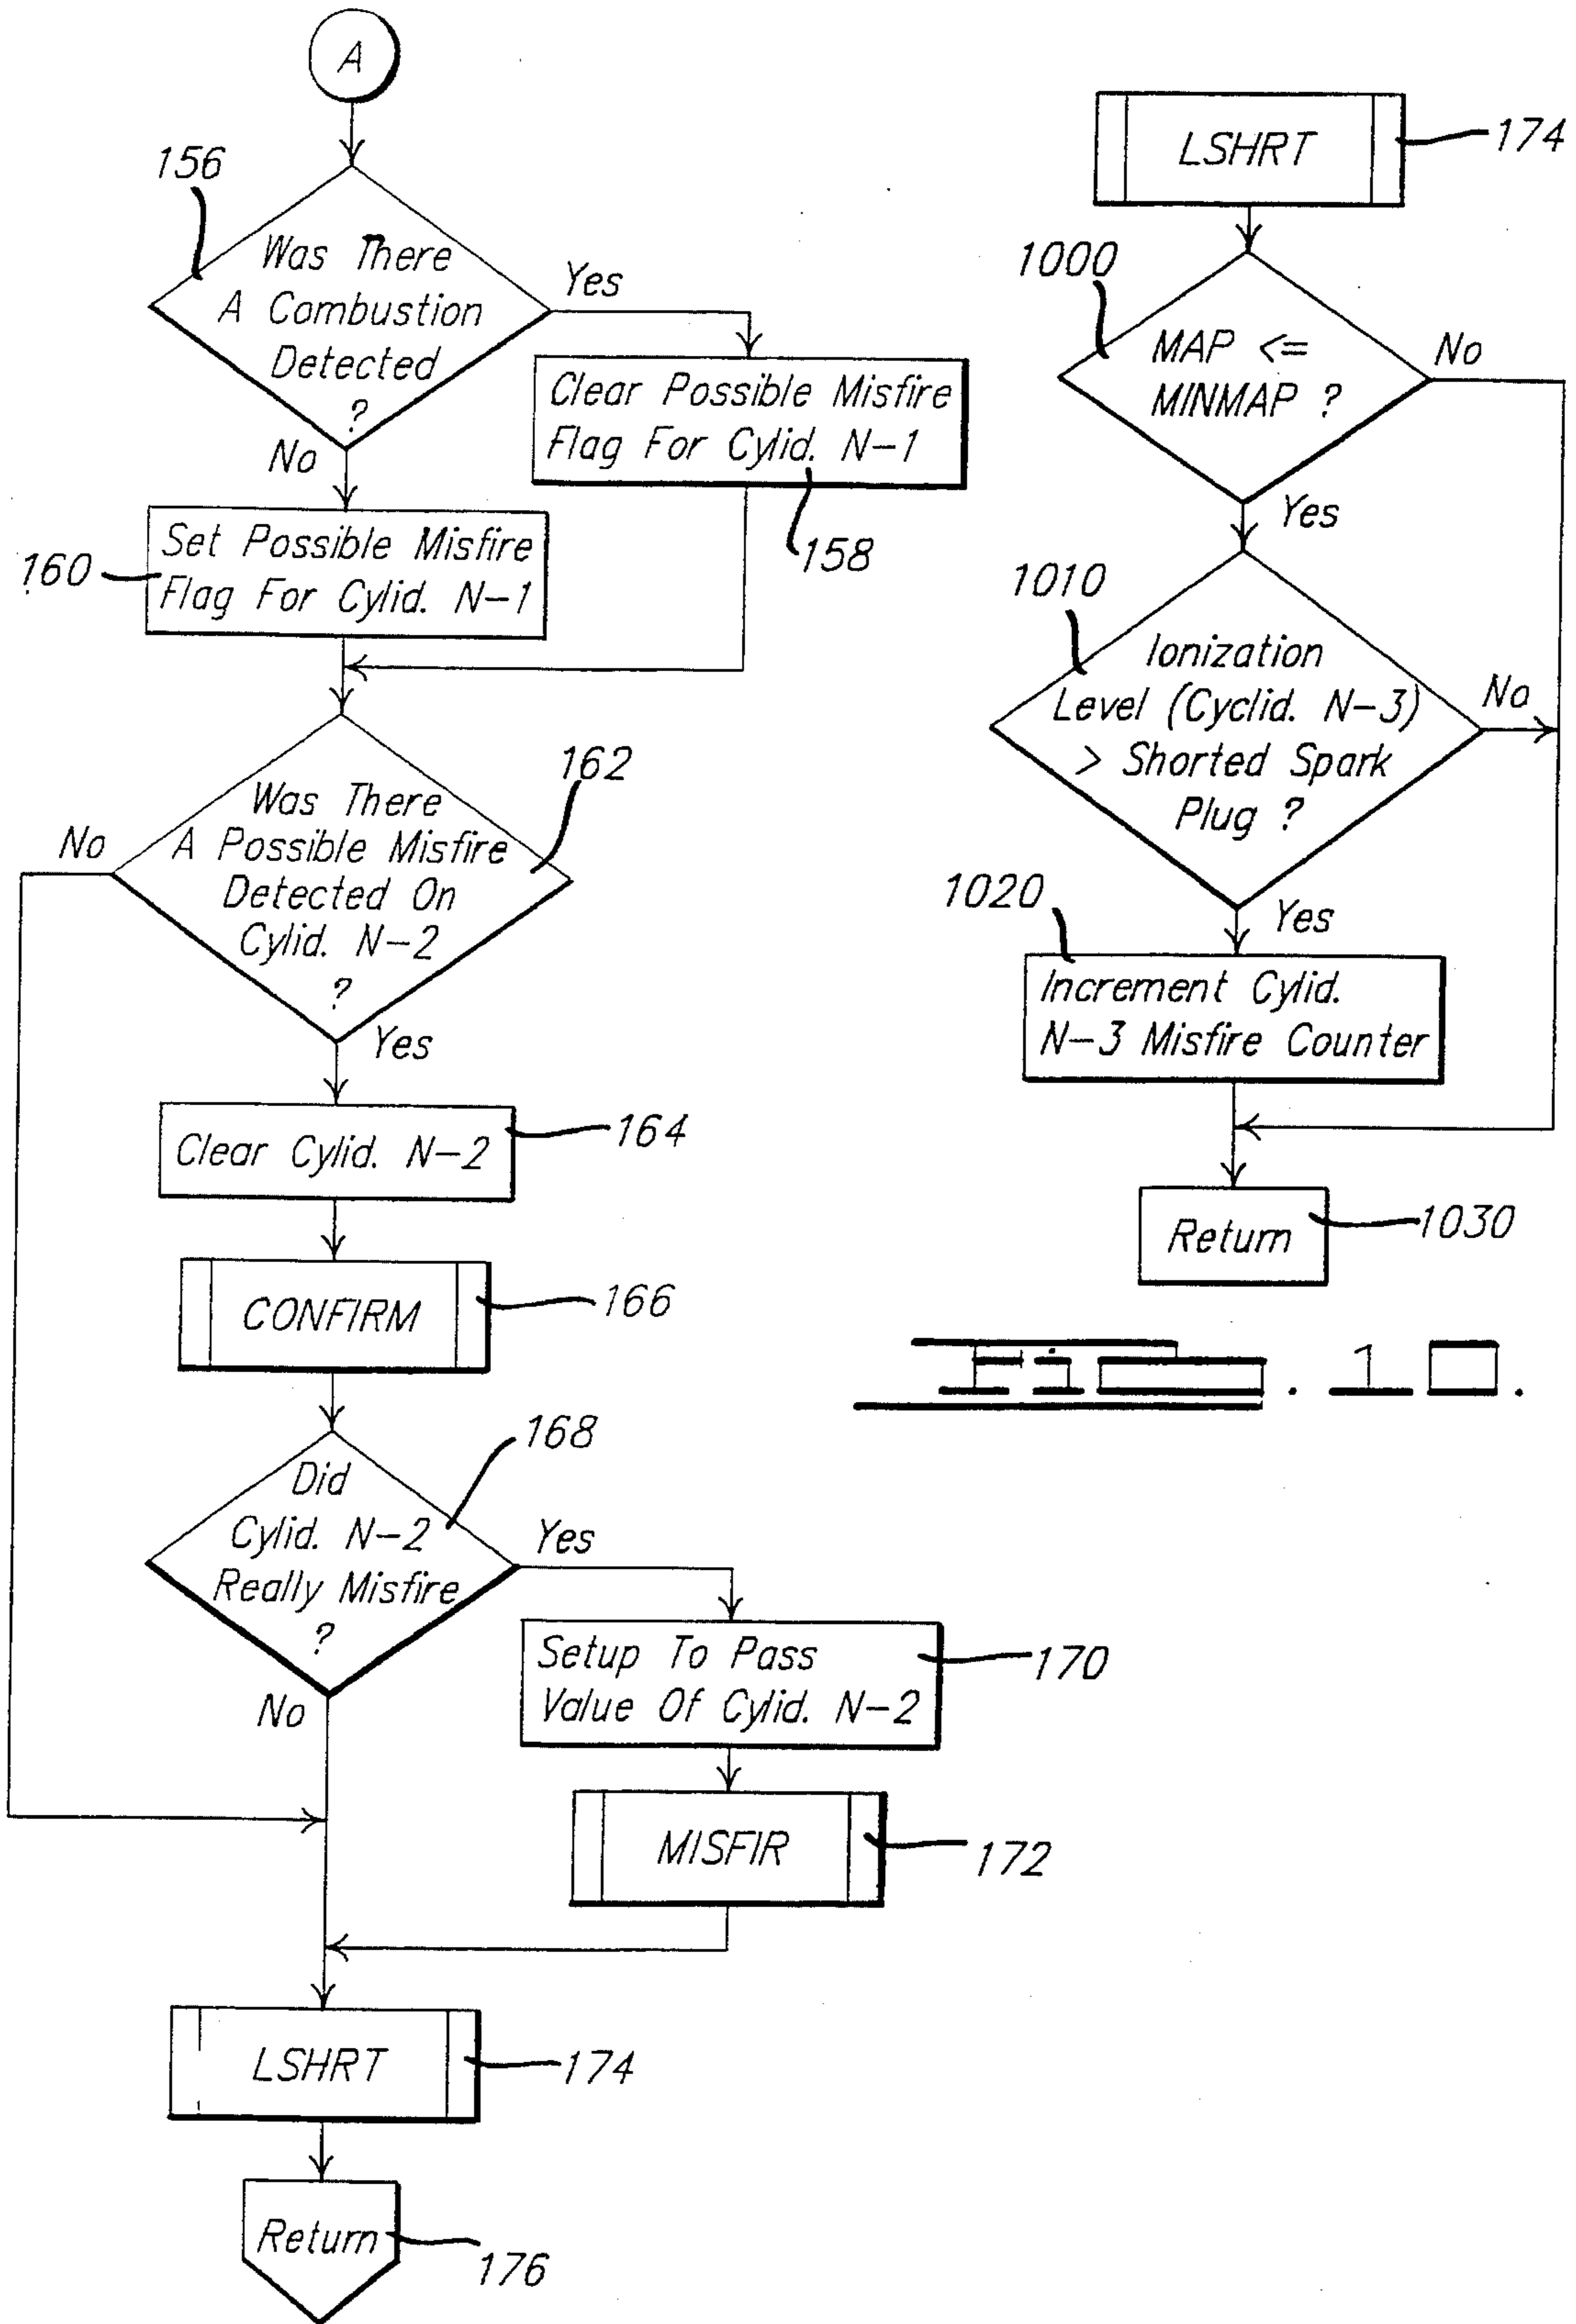 A
156
Was There
A Combustion
Detected
?
Yes
No
Clear Possible Misfire
Flag For Cylid. N-1
158
Set Possible Misfire
Flag For Cylid. N-1
160
162
Was There
A Possible Misfire
Detected On
Cylid. N-2
?
No
Yes
Clear Cylid. N-2
164
CONFIRM
166
168
Did
Cylid. N-2
Really Misfire
?
Yes
No
Setup To Pass
Value Of Cylid. N-2
170
MISFIR
172
LSHRT
174
Return
176
LSHRT
174
1000
MAP <=
MINMAP ?
No
Yes
1010
Ionization
Level (Cyclid. N-3)
> Shorted Spark
Plug ?
No
Yes
1020
Increment Cylid.
N-3 Misfire Counter
Return
1030